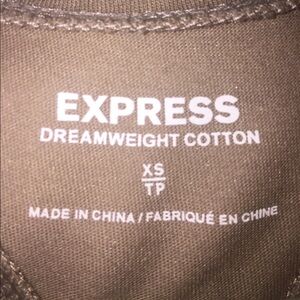 EXPRESS
DREAMWEIGHT COTTON
XS
TP
MADE IN CHINA / FABRIQUÉ EN CHINE